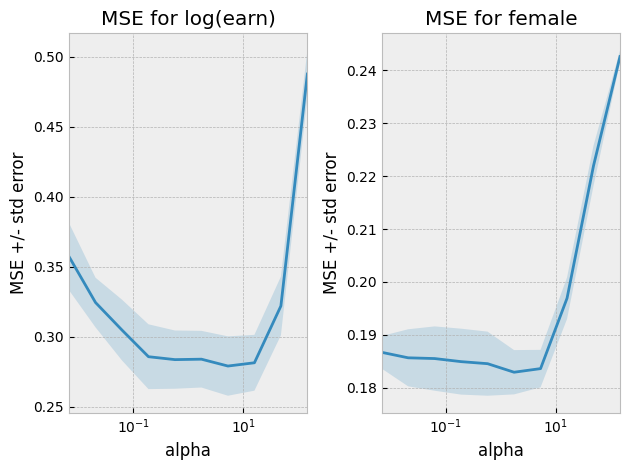 MSE for log(earn)
MSE +/- std error
0.50
0.45
0.40
0.35
0.30
0.25
10⁻¹
10¹
alpha
MSE for female
MSE +/- std error
0.24
0.23
0.22
0.21
0.20
0.19
0.18
10⁻¹
10¹
alpha